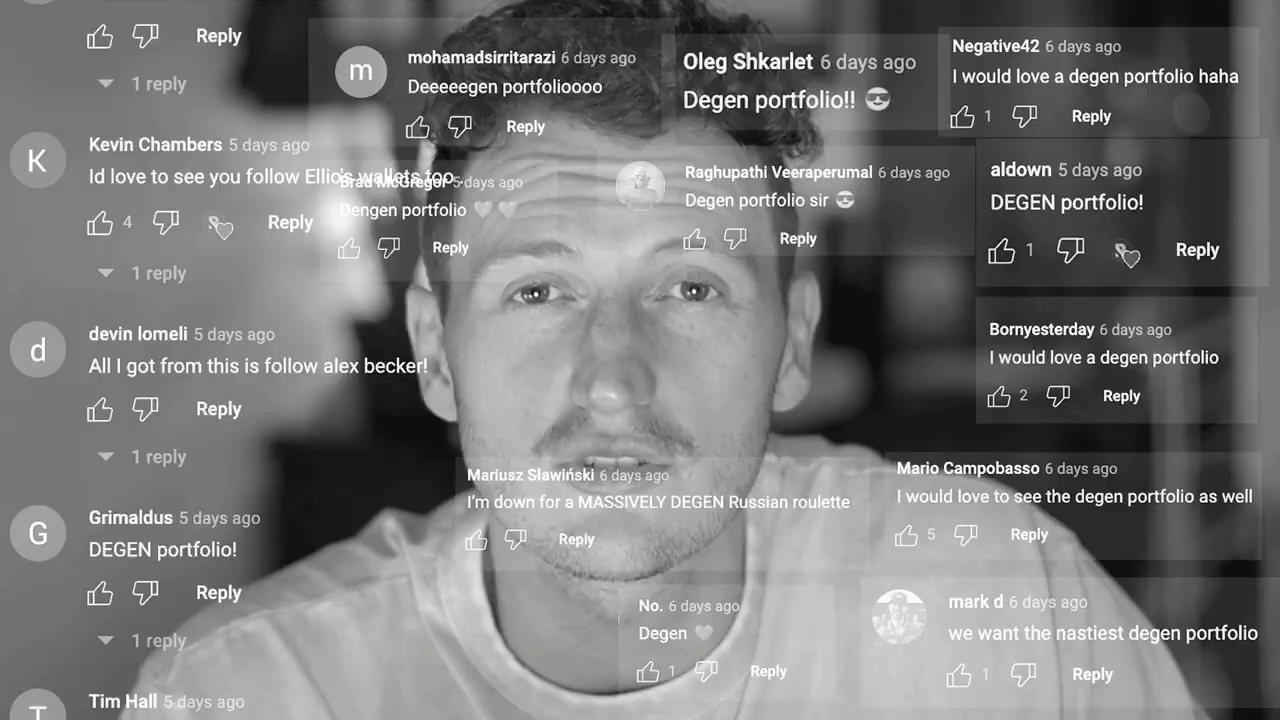 Reply
1 reply
K
Kevin Chambers 5 days ago
Id love to see you follow Ellio's wallets too
4
Reply
1 reply
d
devin lomeli 5 days ago
All I got from this is follow alex becker!
Reply
1 reply
G
Grimaldus 5 days ago
DEGEN portfolio!
Reply
1 reply
T
Tim Hall 5 days ago
m
mohamadsirritarazi 6 days ago
Deeeeegen portfolioooo
Reply
Brad McGregor 5 days ago
Dengen portfolio 🤍🤍
Reply
Oleg Shkarlet 6 days ago
Degen portfolio!! 😎
Raghupathi Veeraperumal 6 days ago
Degen portfolio sir 😎
Reply
Negative42 6 days ago
I would love a degen portfolio haha
1
Reply
aldown 5 days ago
DEGEN portfolio!
1
Reply
Bornyesterday 6 days ago
I would love a degen portfolio
2
Reply
Mariusz Sławiński 6 days ago
I'm down for a MASSIVELY DEGEN Russian roulette
Reply
Mario Campobasso 6 days ago
I would love to see the degen portfolio as well
5
Reply
No. 6 days ago
Degen 🤍
1
Reply
mark d 6 days ago
we want the nastiest degen portfolio
1
Reply